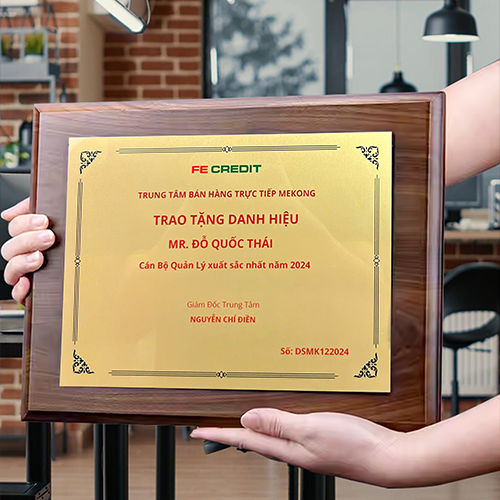 FE CREDIT
TRUNG TÂM BÁN HÀNG TRỰC TIẾP MEKONG
TRAO TẶNG DANH HIỆU
MR. ĐỖ QUỐC THÁI
Cán Bộ Quản Lý xuất sắc nhất năm 2024
Giám Đốc Trung Tâm
NGUYỄN CHÍ ĐIỀN
Số: DSMK122024